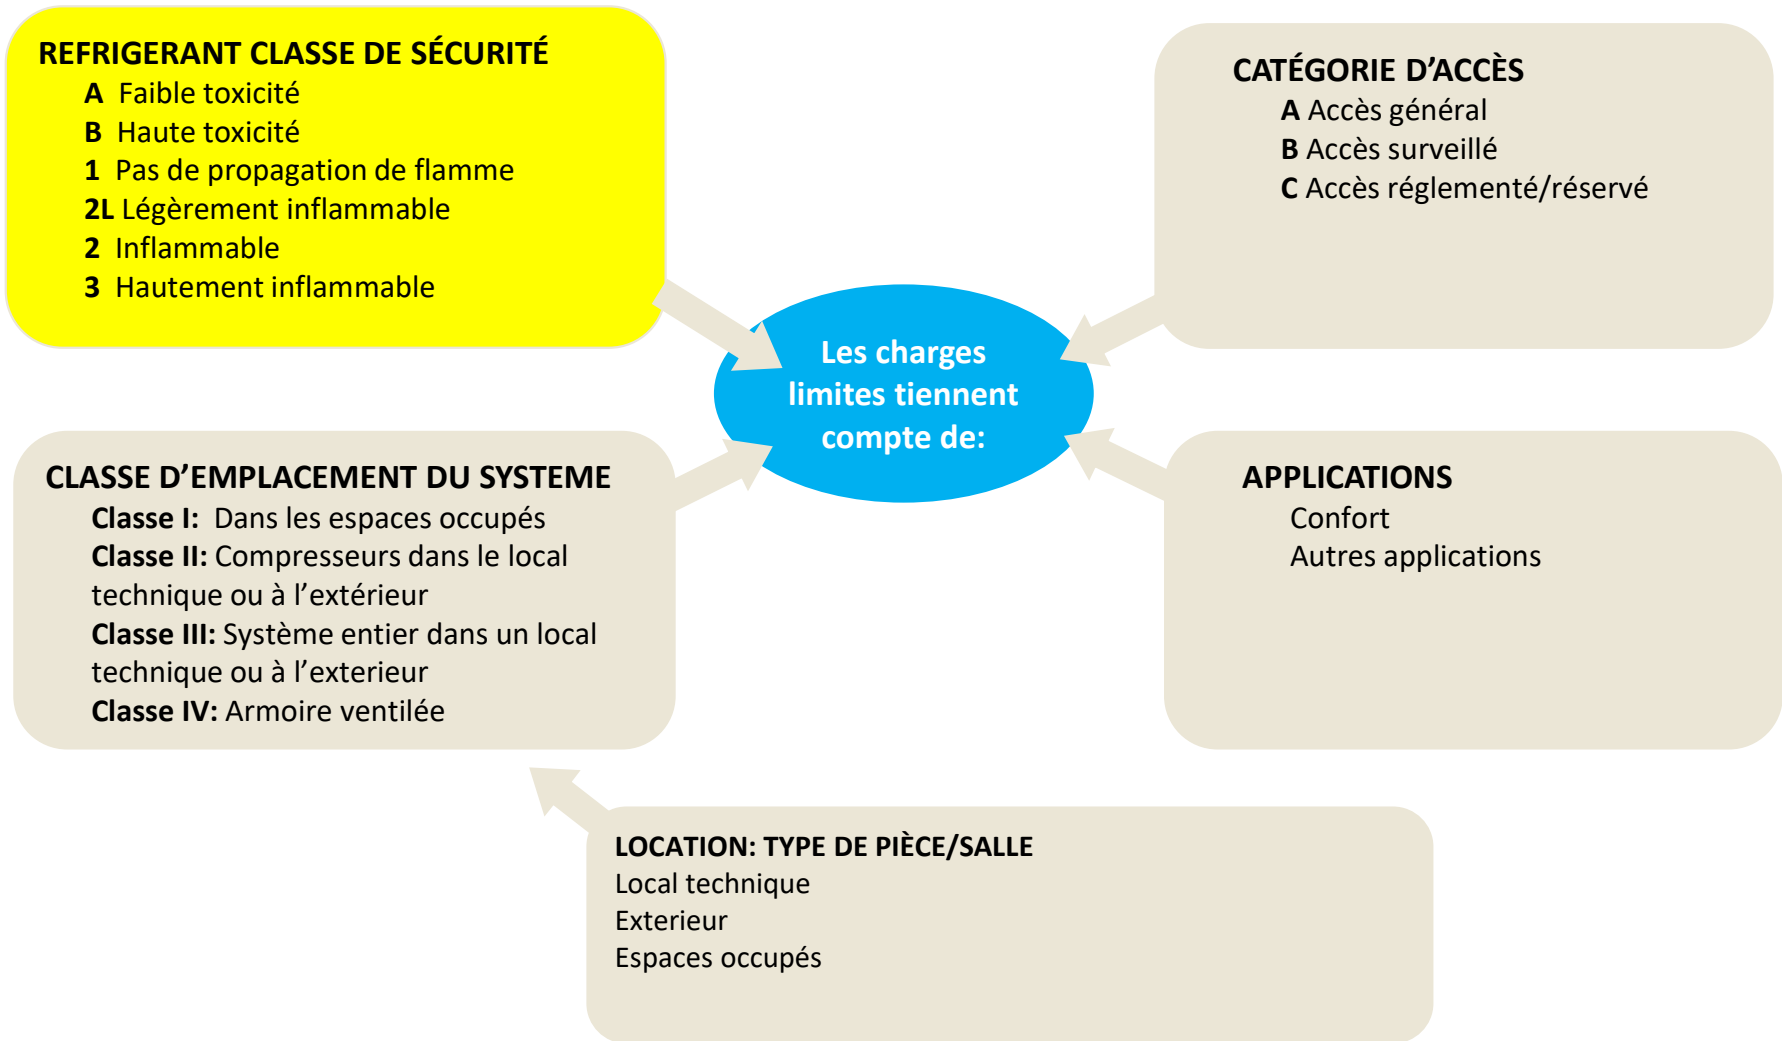 REFRIGERANT CLASSE DE SÉCURITÉ
A Faible toxicité
B Haute toxicité
1 Pas de propagation de flamme
2L Légèrement inflammable
2 Inflammable
3 Hautement inflammable
CATÉGORIE D'ACCÈS
A Accès général
B Accès surveillé
C Accès réglementé/réservé
Les charges
limites tiennent
compte de:
CLASSE D'EMPLACEMENT DU SYSTEME
Classe I: Dans les espaces occupés
Classe II: Compresseurs dans le local
technique ou à l'extérieur
Classe III: Système entier dans un local
technique ou à l'exterieur
Classe IV: Armoire ventilée
APPLICATIONS
Confort
Autres applications
LOCATION: TYPE DE PIÈCE/SALLE
Local technique
Exterieur
Espaces occupés